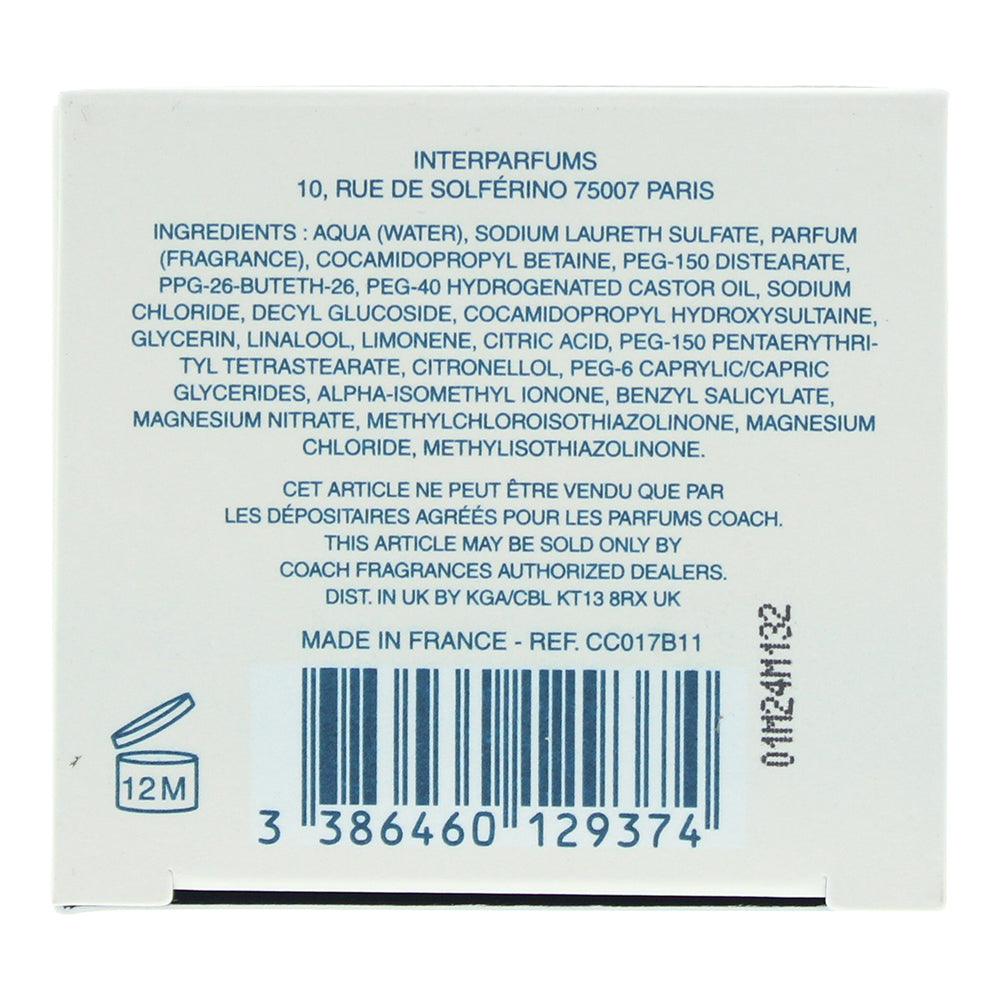 INTERPARFUMS
10, RUE DE SOLFÉRINO 75007 PARIS
INGREDIENTS : AQUA (WATER), SODIUM LAURETH SULFATE, PARFUM
(FRAGRANCE), COCAMIDOPROPYL BETAINE, PEG-150 DISTEARATE,
PPG-26-BUTETH-26, PEG-40 HYDROGENATED CASTOR OIL, SODIUM
CHLORIDE, DECYL GLUCOSIDE, COCAMIDOPROPYL HYDROXYSULTAINE,
GLYCERIN, LINALOOL, LIMONENE, CITRIC ACID, PEG-150 PENTAERYTHRI-
TYL TETRASTEARATE, CITRONELLOL, PEG-6 CAPRYLIC/CAPRIC
GLYCERIDES, ALPHA-ISOMETHYL IONONE, BENZYL SALICYLATE,
MAGNESIUM NITRATE, METHYLCHLOROISOTHIAZOLINONE, MAGNESIUM
CHLORIDE, METHYLISOTHIAZOLINONE.
CET ARTICLE NE PEUT ÊTRE VENDU QUE PAR
LES DÉPOSITAIRES AGRÉÉS POUR LES PARFUMS COACH.
THIS ARTICLE MAY BE SOLD ONLY BY
COACH FRAGRANCES AUTHORIZED DEALERS.
DIST. IN UK BY KGA/CBL KT13 8RX UK
MADE IN FRANCE - REF. CC017B11
01M24M132
12M
3 386460 129374